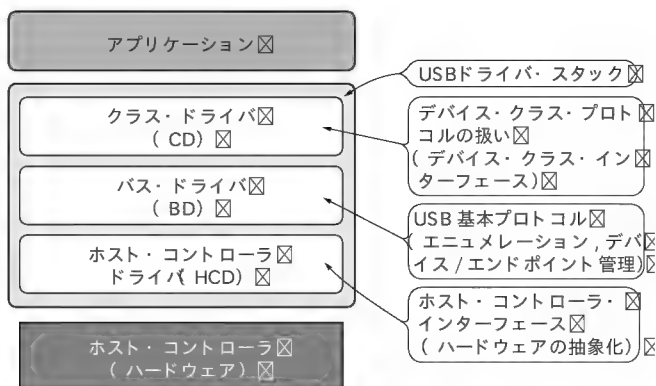 アプリケーション
クラス・ドライバ
(CD)
バス・ドライバ
(BD)
ホスト・コントローラ
ドライバ(HCD)
ホスト・コントローラ
(ハードウェア)
USBドライバ・スタック
デバイス・クラス・プロト
コルの扱い
(デバイス・クラス・イン
ターフェース)
USB基本プロトコル
(エニュメレーション,デバ
イス/エンドポイント管理)
ホスト・コントローラ・
インターフェース
(ハードウェアの抽象化)